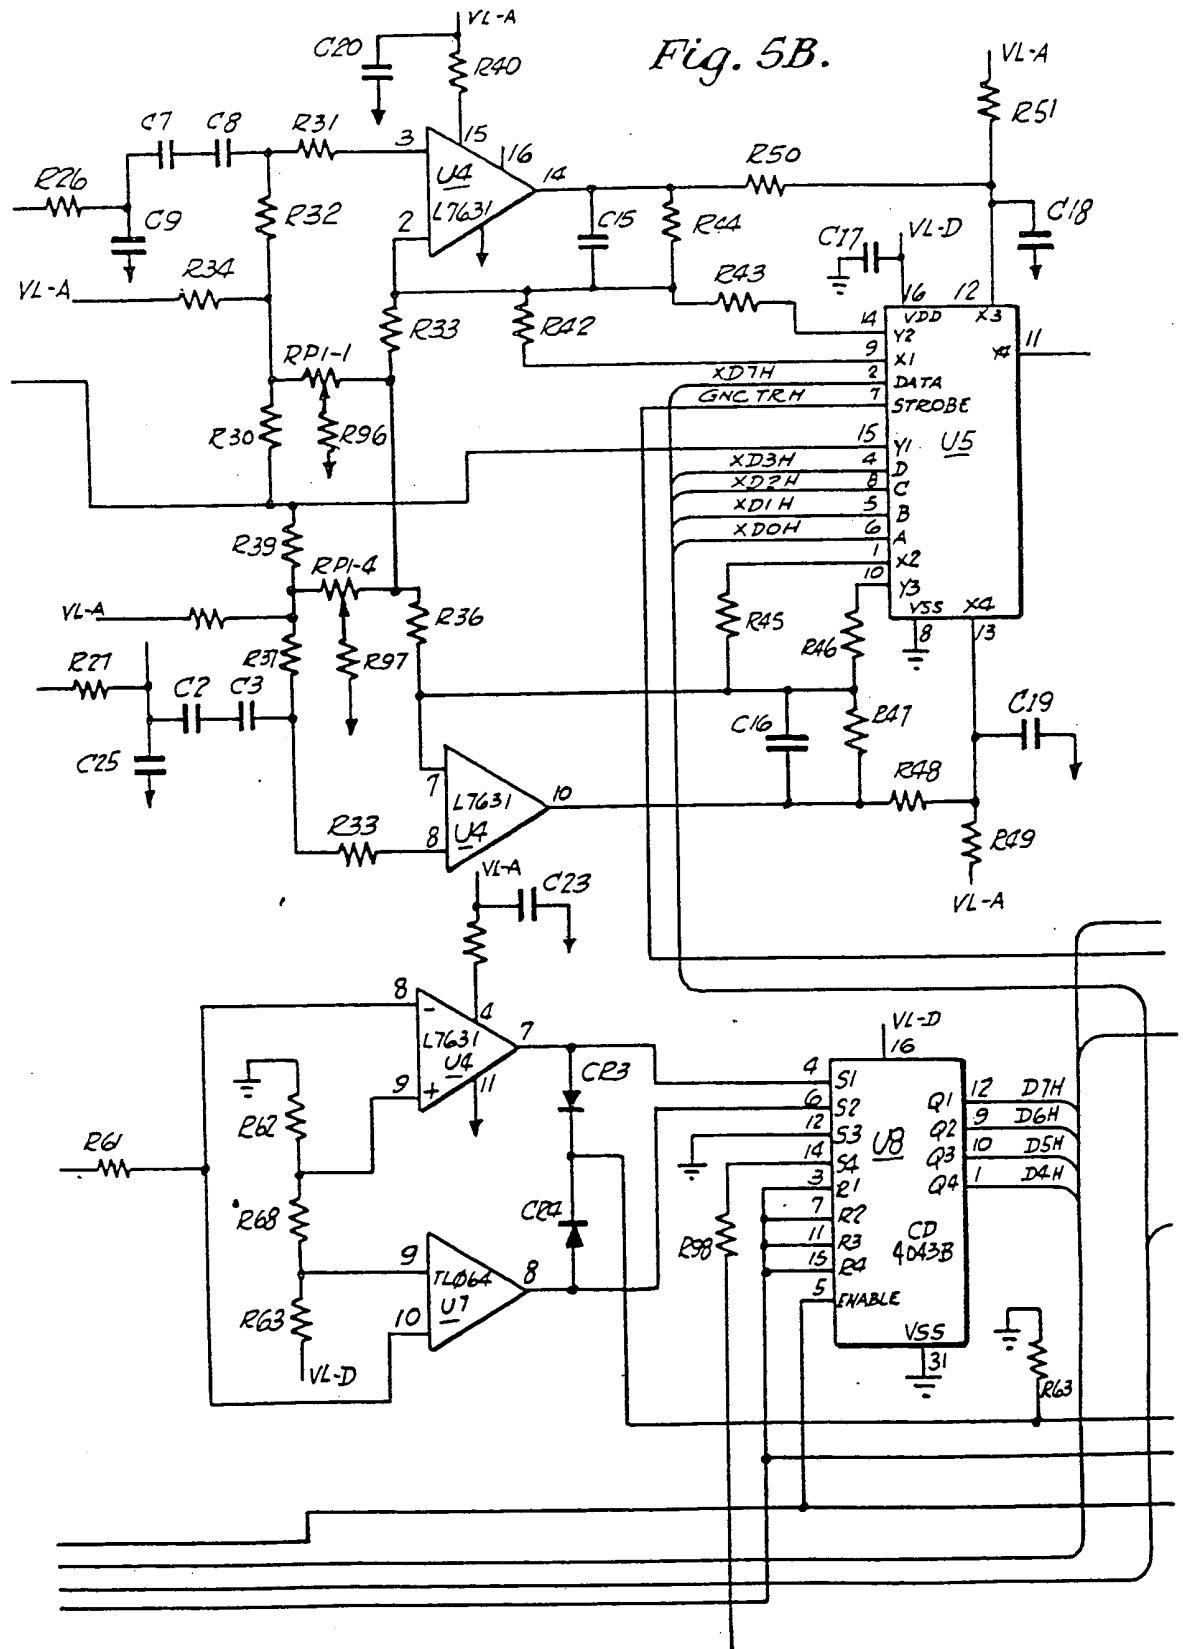 Fig. 5B.
VL-A
C20
R40
VL-A
R51
C7
C8
R31
3
15
16
U4
L7631
14
2
R50
R26
C9
R32
C15
R44
C17
VL-D
C18
VL-A
R34
R33
R42
R43
16
12
VDD
X3
14
Y2
9
X1
11
Y4
RP1-1
XD7H
2
DATA
GNCTRH
7
STROBE
R30
R96
15
Y1
U5
XD3H
4
D
XD2H
8
C
XD1H
5
B
XD0H
6
A
R39
RP1-4
1
X2
10
Y3
VL-A
R36
R45
R46
VSS
X4
8
13
R27
R37
R97
C2
C3
C25
C16
R47
C19
7
L7631
U4
10
R48
R33
8
R49
VL-A
VL-A
C23
8
-
4
L7631
U4
7
9
+
11
CR3
VL-D
16
4
S1
6
S2
12
S3
14
S4
3
R1
7
R2
11
R3
15
R4
5
ENABLE
U8
CD
4043B
VSS
31
Q1
12
D7H
Q2
9
D6H
Q3
10
D5H
Q4
1
D4H
R62
R61
R68
CR4
R98
9
TL064
U7
8
R63
10
VL-D
R63